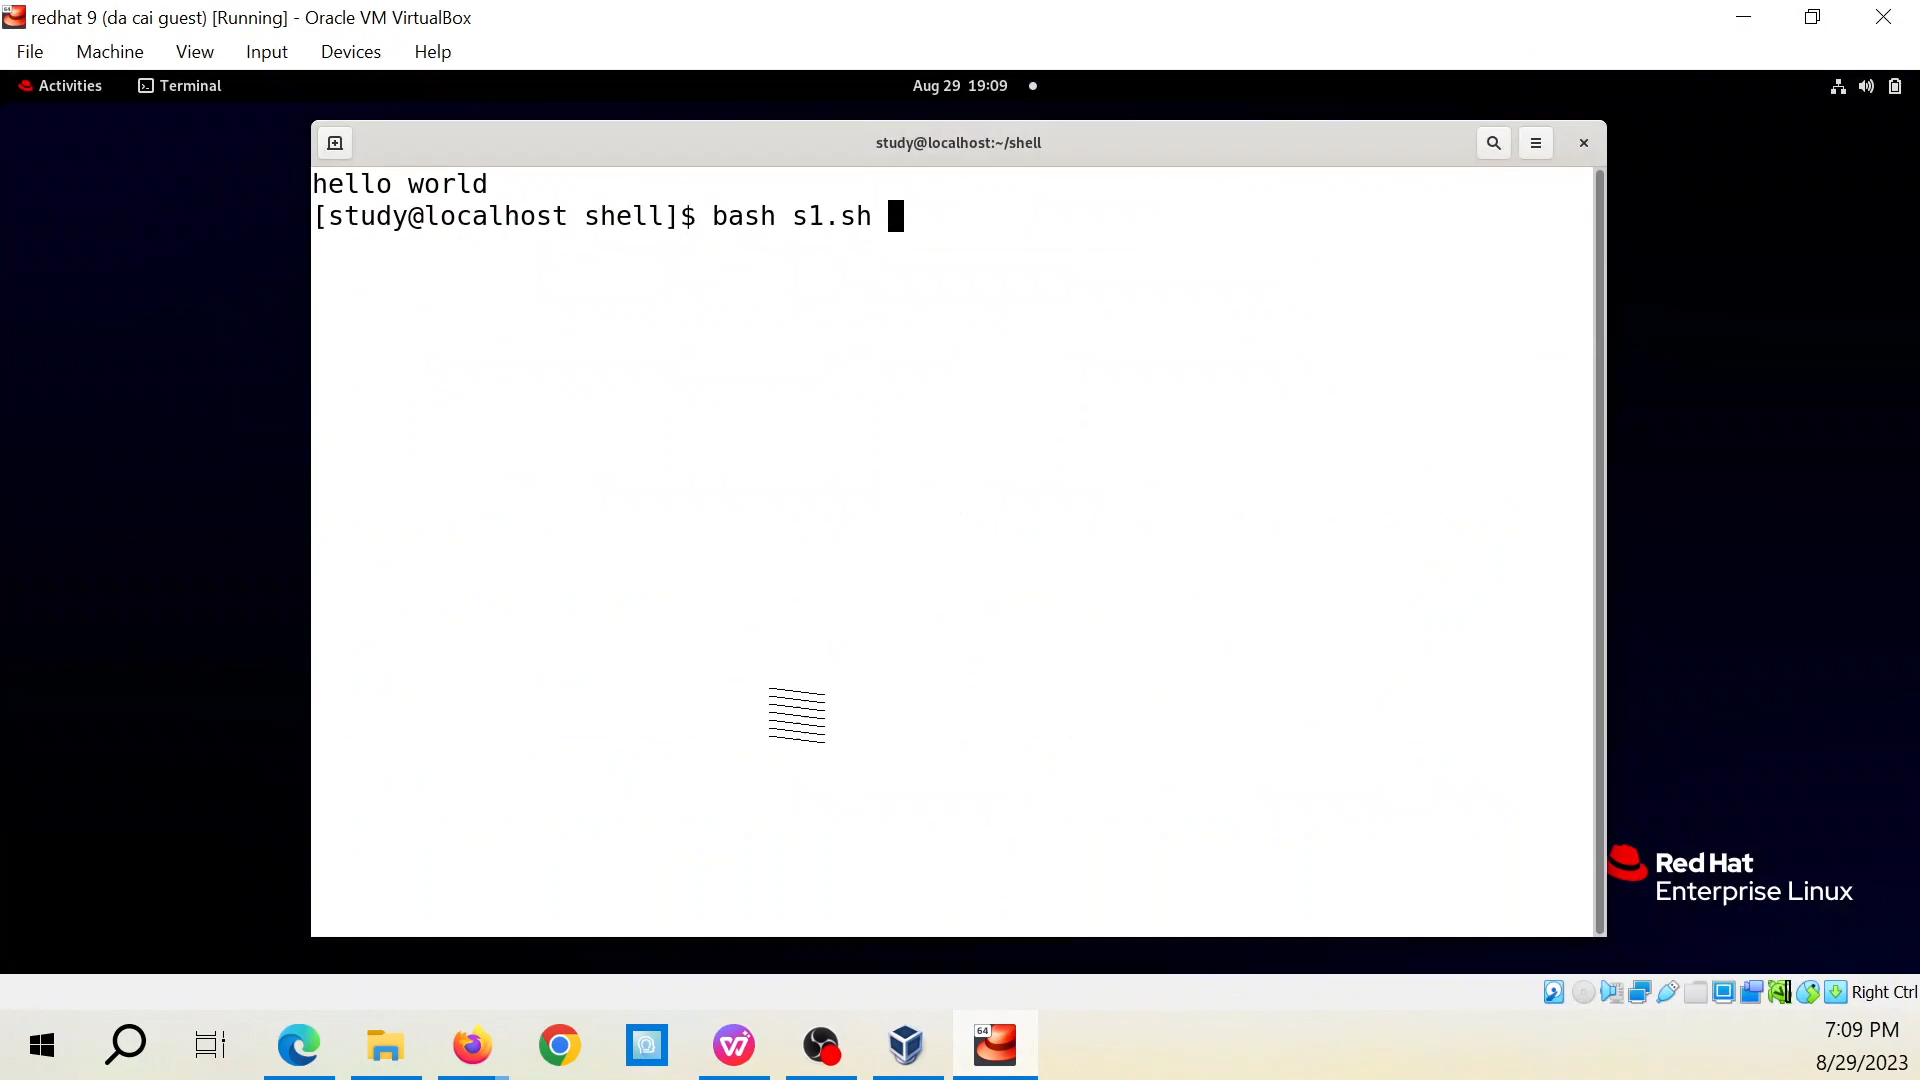 redhat 9 (da cai guest) [Running] - Oracle VM VirtualBox
File Machine View Input Devices Help
Activities Terminal Aug 29 19:09
study@localhost:~/shell
hello world
[study@localhost shell]$ bash s1.sh
Red Hat
Enterprise Linux
Right Ctrl
64
7:09 PM
8/29/2023